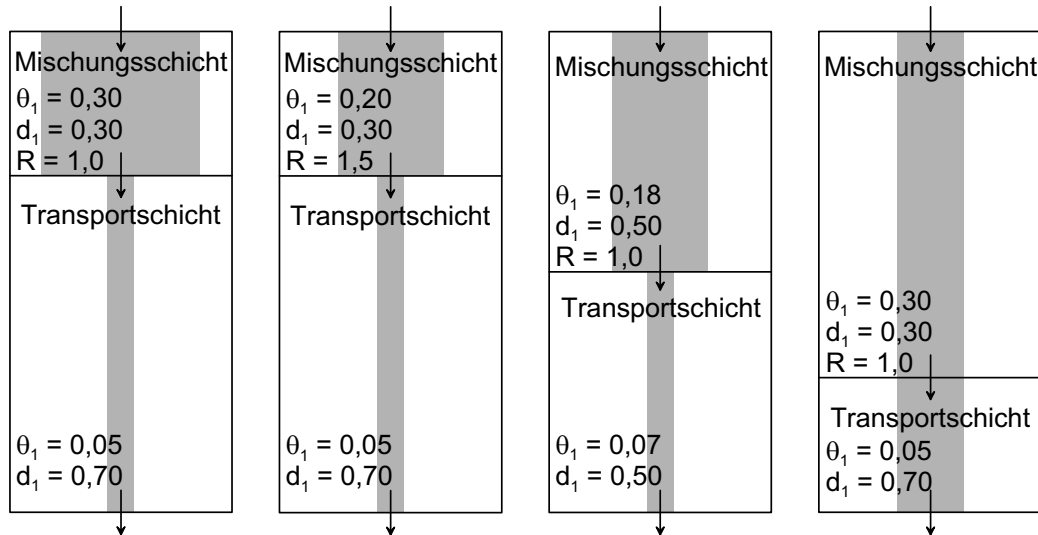 Mischungsschicht
θ₁ = 0,30
d₁ = 0,30
R = 1,0
Transportschicht
θ₁ = 0,05
d₁ = 0,70
Mischungsschicht
θ₁ = 0,20
d₁ = 0,30
R = 1,5
Transportschicht
θ₁ = 0,05
d₁ = 0,70
Mischungsschicht
θ₁ = 0,18
d₁ = 0,50
R = 1,0
Transportschicht
θ₁ = 0,07
d₁ = 0,50
Mischungsschicht
θ₁ = 0,30
d₁ = 0,30
R = 1,0
Transportschicht
θ₁ = 0,05
d₁ = 0,70